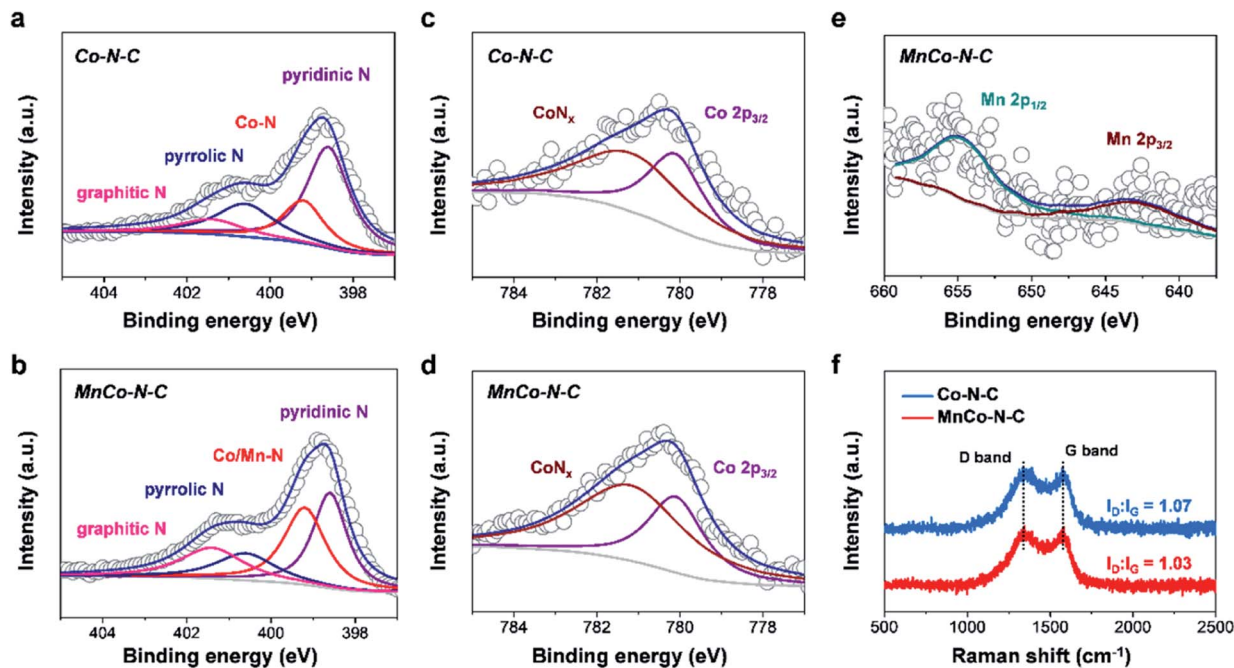 a
Co-N-C
pyridinic N
Co-N
pyrrolic N
graphitic N
Intensity (a.u.)
404 402 400 398
Binding energy (eV)
b
MnCo-N-C
pyridinic N
Co/Mn-N
pyrrolic N
graphitic N
Intensity (a.u.)
404 402 400 398
Binding energy (eV)
c
Co-N-C
CoNₓ
Co 2p₃/₂
Intensity (a.u.)
784 782 780 778
Binding energy (eV)
d
MnCo-N-C
CoNₓ
Co 2p₃/₂
Intensity (a.u.)
784 782 780 778
Binding energy (eV)
e
MnCo-N-C
Mn 2p₁/₂
Mn 2p₃/₂
Intensity (a.u.)
660 655 650 645 640
Binding energy (eV)
f
Co-N-C
MnCo-N-C
D band
G band
I_D:I_G = 1.07
I_D:I_G = 1.03
Intensity (a.u.)
500 1000 1500 2000 2500
Raman shift (cm⁻¹)